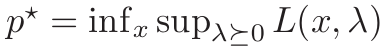 p⋆ = inf_x sup_{λ⪰0} L(x, λ)